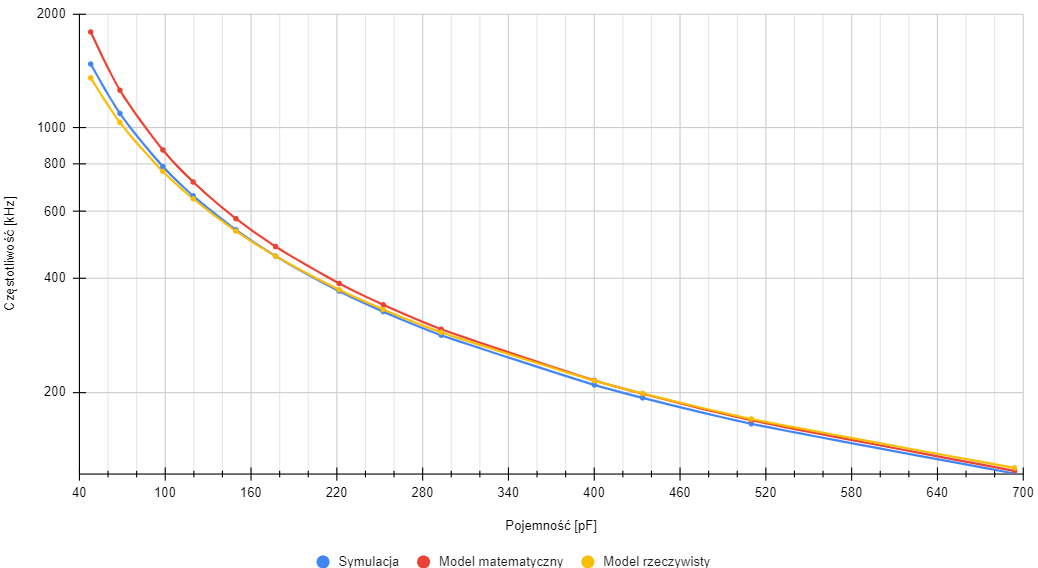 2000
1000
800
600
400
200
Częstotliwość [kHz]
40 100 160 220 280 340 400 460 520 580 640 700
Pojemność [pF]
Symulacja Model matematyczny Model rzeczywisty